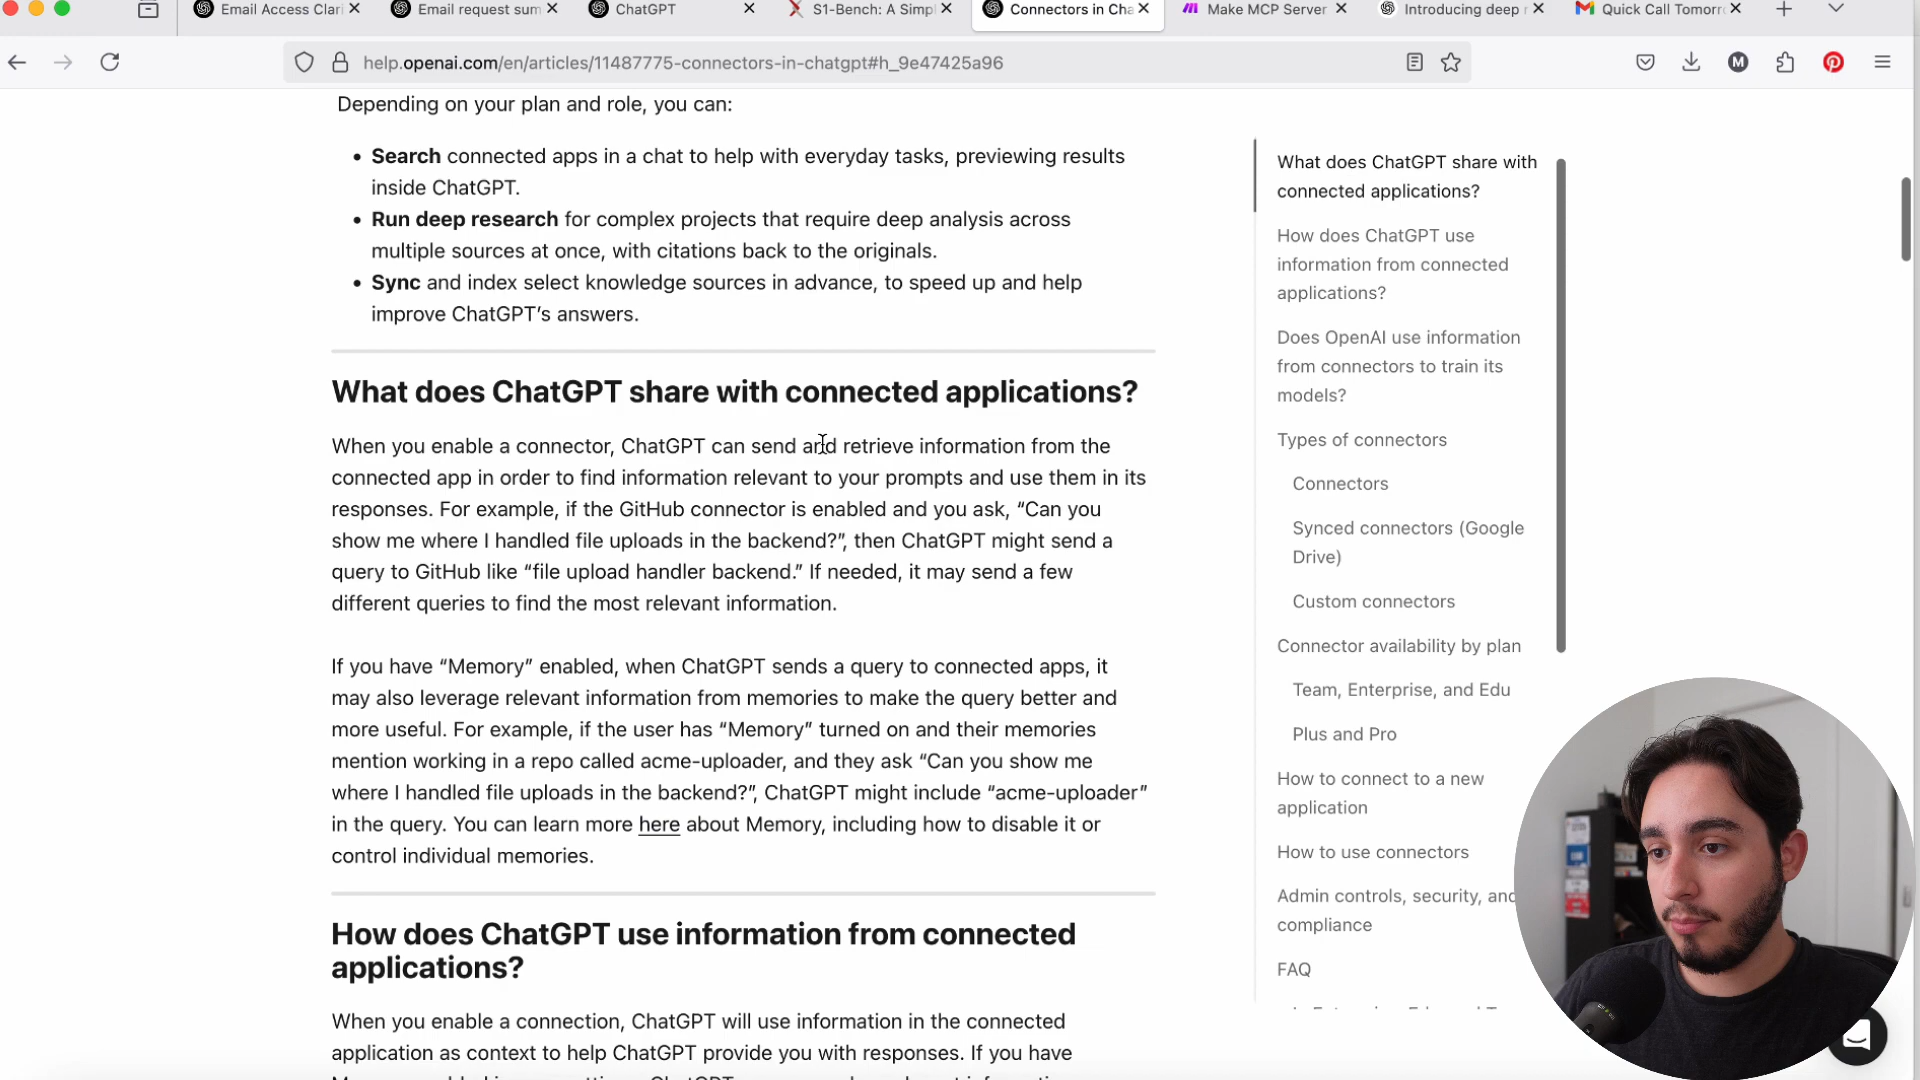 Email Access Clari
Email request sum
ChatGPT
S1-Bench: A Simpl
Connectors in Cha
Make MCP Server
Introducing deep r
Quick Call Tomorr
help.openai.com/en/articles/11487775-connectors-in-chatgpt#h_9e47425a96
M
Depending on your plan and role, you can:
• Search connected apps in a chat to help with everyday tasks, previewing results
inside ChatGPT.
• Run deep research for complex projects that require deep analysis across
multiple sources at once, with citations back to the originals.
• Sync and index select knowledge sources in advance, to speed up and help
improve ChatGPT’s answers.
What does ChatGPT share with connected applications?
When you enable a connector, ChatGPT can send and retrieve information from the
connected app in order to find information relevant to your prompts and use them in its
responses. For example, if the GitHub connector is enabled and you ask, “Can you
show me where I handled file uploads in the backend?”, then ChatGPT might send a
query to GitHub like “file upload handler backend.” If needed, it may send a few
different queries to find the most relevant information.
If you have “Memory” enabled, when ChatGPT sends a query to connected apps, it
may also leverage relevant information from memories to make the query better and
more useful. For example, if the user has “Memory” turned on and their memories
mention working in a repo called acme-uploader, and they ask “Can you show me
where I handled file uploads in the backend?”, ChatGPT might include “acme-uploader”
in the query. You can learn more here about Memory, including how to disable it or
control individual memories.
How does ChatGPT use information from connected
applications?
When you enable a connection, ChatGPT will use information in the connected
application as context to help ChatGPT provide you with responses. If you have
What does ChatGPT share with
connected applications?
How does ChatGPT use
information from connected
applications?
Does OpenAI use information
from connectors to train its
models?
Types of connectors
Connectors
Synced connectors (Google
Drive)
Custom connectors
Connector availability by plan
Team, Enterprise, and Edu
Plus and Pro
How to connect to a new
application
How to use connectors
Admin controls, security, and
compliance
FAQ